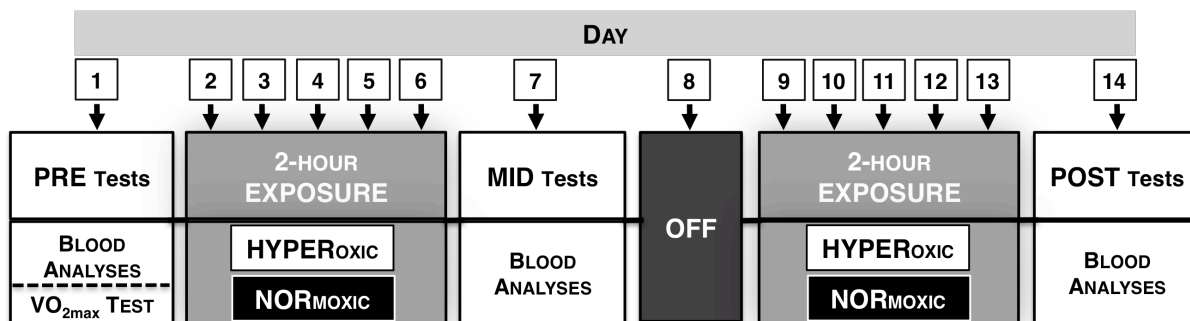 DAY
1 2 3 4 5 6 7 8 9 10 11 12 13 14
PRE Tests
2-HOUR
EXPOSURE
MID Tests
OFF
2-HOUR
EXPOSURE
POST Tests
BLOOD
ANALYSES
VO2max TEST
HYPEROXIC
NORMOXIC
BLOOD
ANALYSES
HYPEROXIC
NORMOXIC
BLOOD
ANALYSES